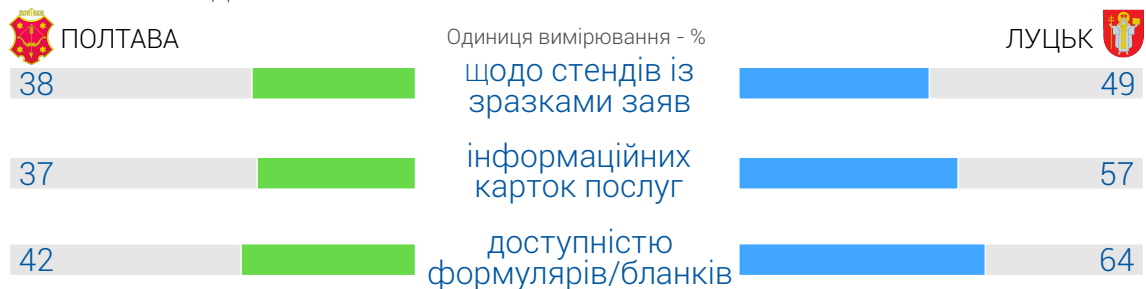 ПОЛТАВА
Одиниця вимірювання - %
ЛУЦЬК
38
щодо стендів із
зразками заяв
49
37
інформаційних
карток послуг
57
42
доступністю
формулярів/бланків
64